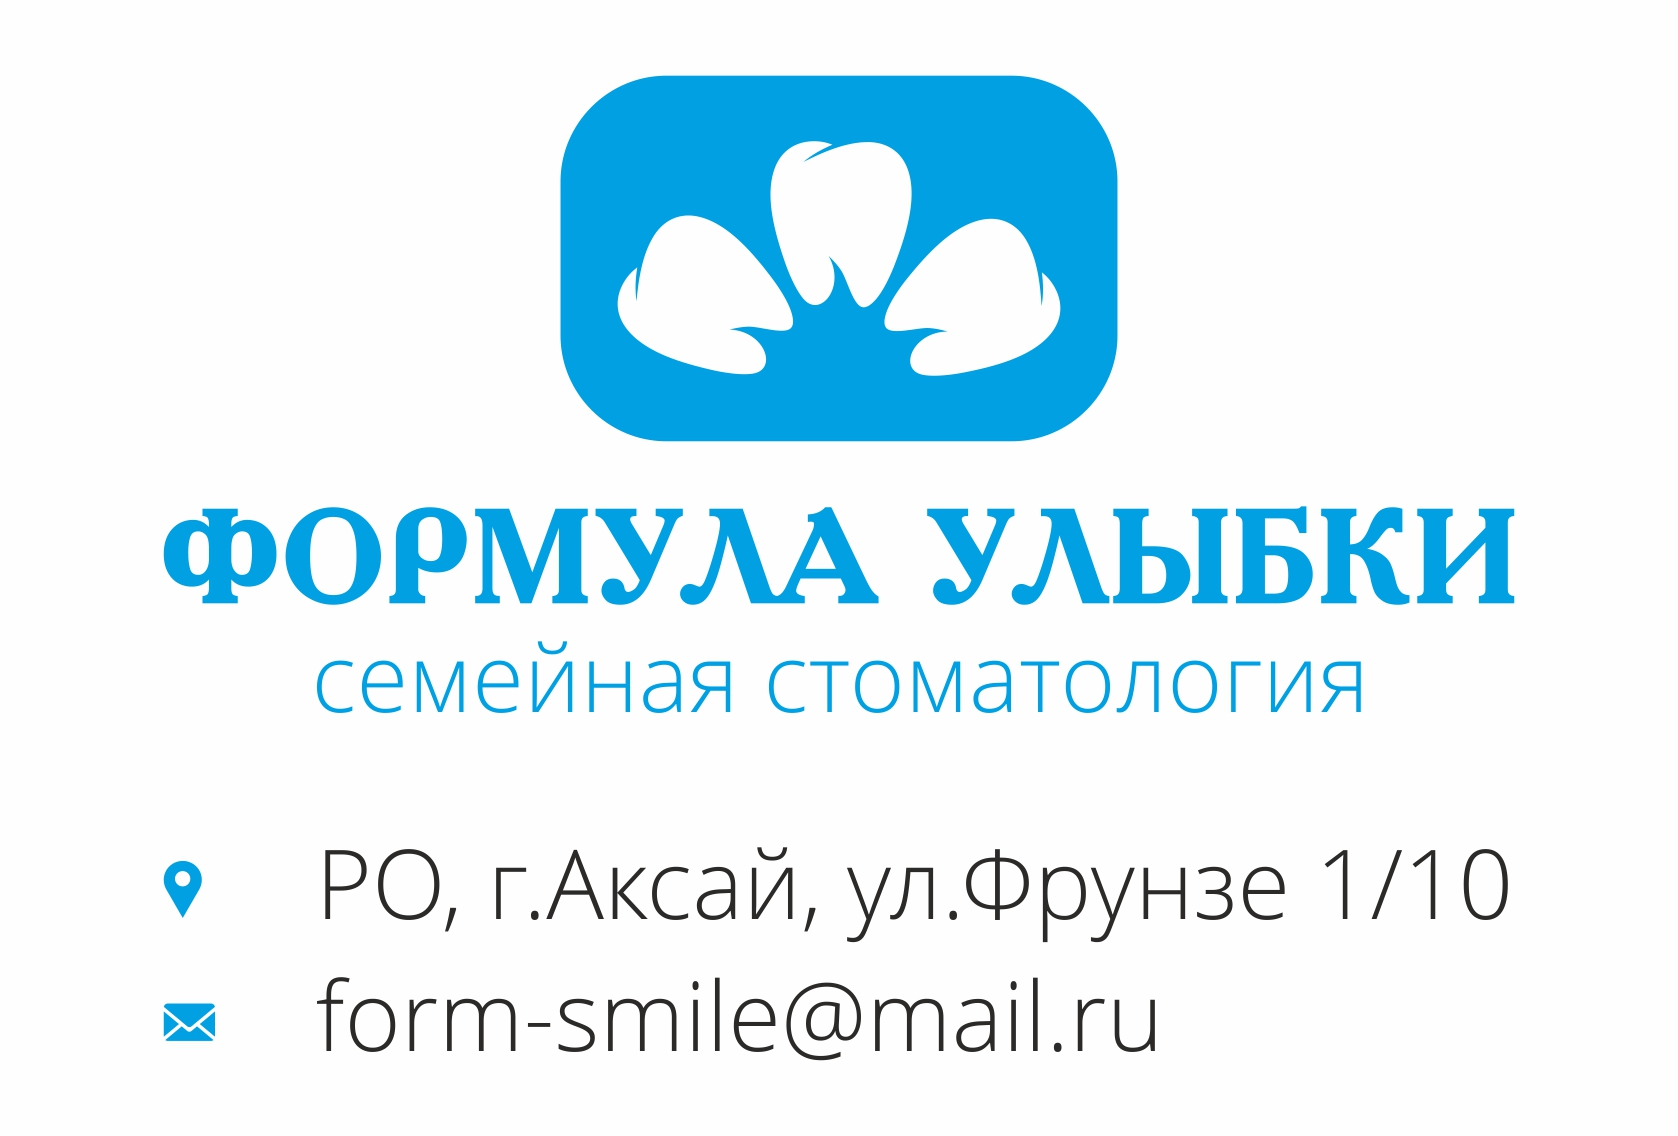 ФОРМУЛА УЛЫБКИ
семейная стоматология
РО, г.Аксай, ул.Фрунзе 1/10
form-smile@mail.ru